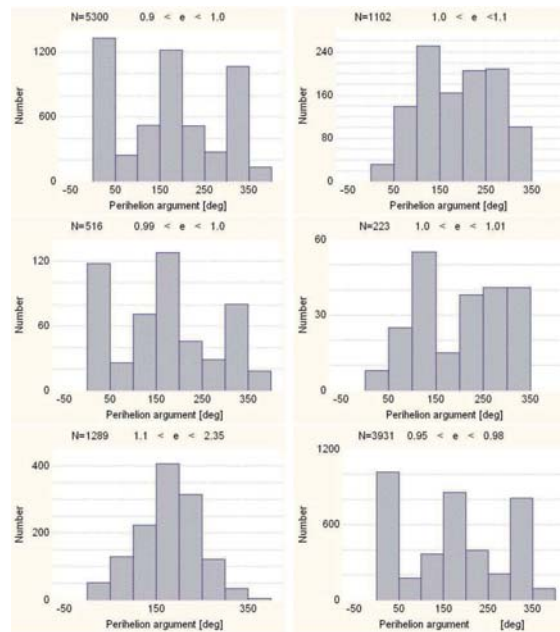 N=5300 0.9 < e < 1.0
1200
600
0
Number
-50 50 150 250 350
Perihelion argument [deg]
N=1102 1.0 < e <1.1
240
160
80
0
Number
-50 50 150 250 350
Perihelion argument [deg]
N=516 0.99 < e < 1.0
120
60
0
Number
-50 50 150 250 350
Perihelion argument [deg]
N=223 1.0 < e < 1.01
60
30
0
Number
-50 50 150 250 350
Perihelion argument [deg]
N=1289 1.1 < e < 2.35
400
200
0
Number
-50 50 150 250 350
Perihelion argument [deg]
N=3931 0.95 < e < 0.98
1200
600
0
Number
-50 50 150 250 350
Perihelion argument [deg]